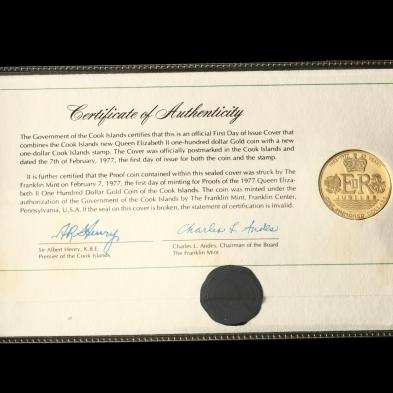 Certificate of Authenticity
The Government of the Cook Islands certifies that this is an official First Day of Issue Cover that
combines the Cook Islands new Queen Elizabeth II one-hundred dollar Gold coin with a new
one-dollar Cook Islands stamp. The Cover was officially postmarked in the Cook Islands and
dated the 7th of February, 1977, the first day of issue for both the coin and the stamp.
It is further certified that the Proof coin contained within this sealed cover was struck by The
Franklin Mint on February 7, 1977, the first day of minting for Proofs of the 1977 Queen Eliza-
beth II One Hundred Dollar Gold Coin of the Cook Islands. The coin was minted under the
authorization of the Government of the Cook Islands by The Franklin Mint, Franklin Center,
Pennsylvania, U.S.A. If the seal on this cover is broken, the statement of certification is invalid.
Charles L. Andes
Sir Albert Henry, K.B.E.
Premier of the Cook Islands
Charles L. Andes, Chairman of the Board
The Franklin Mint
EIIR
JUBILEE